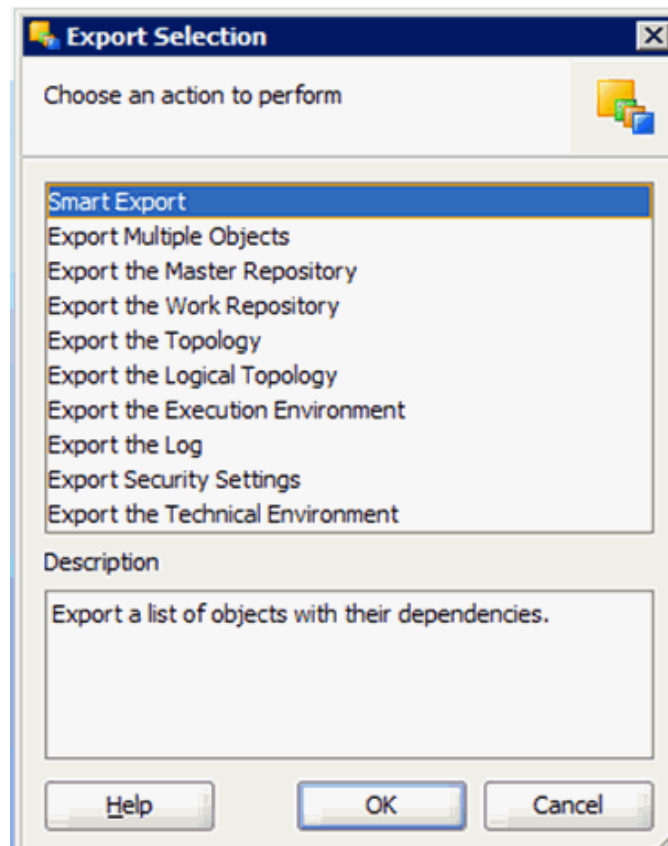 Export Selection
Choose an action to perform
Smart Export
Export Multiple Objects
Export the Master Repository
Export the Work Repository
Export the Topology
Export the Logical Topology
Export the Execution Environment
Export the Log
Export Security Settings
Export the Technical Environment
Description
Export a list of objects with their dependencies.
Help OK Cancel